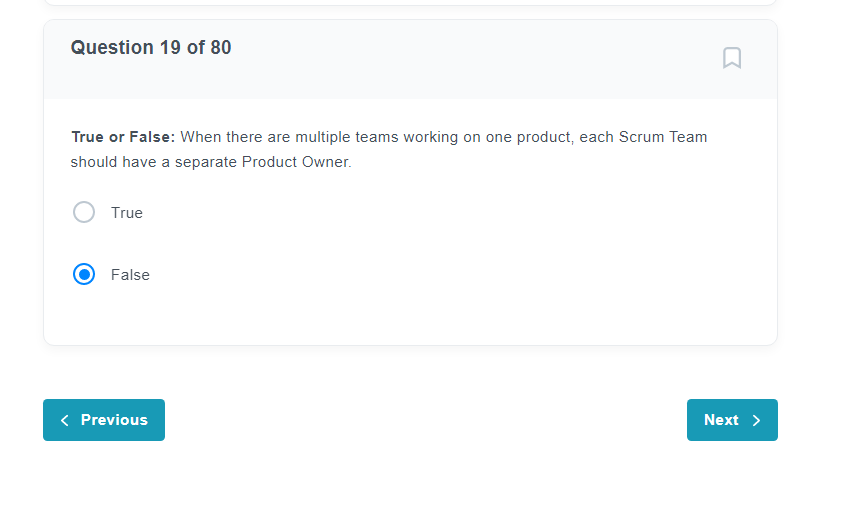 Question 19 of 80
True or False: When there are multiple teams working on one product, each Scrum Team
should have a separate Product Owner.
True
False
Previous
Next